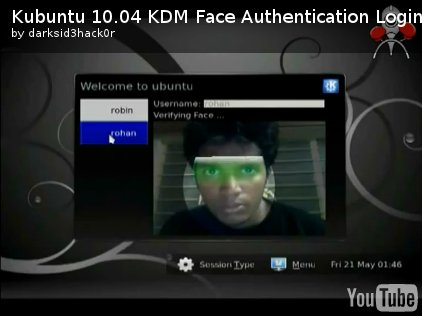 Kubuntu 10.04 KDM Face Authentication Login
by darksid3hack0r
Welcome to ubuntu
robin
rohan
Username: rohan
Verifying Face ...
Session Type
Menu
Fri 21 May 01:46
YouTube